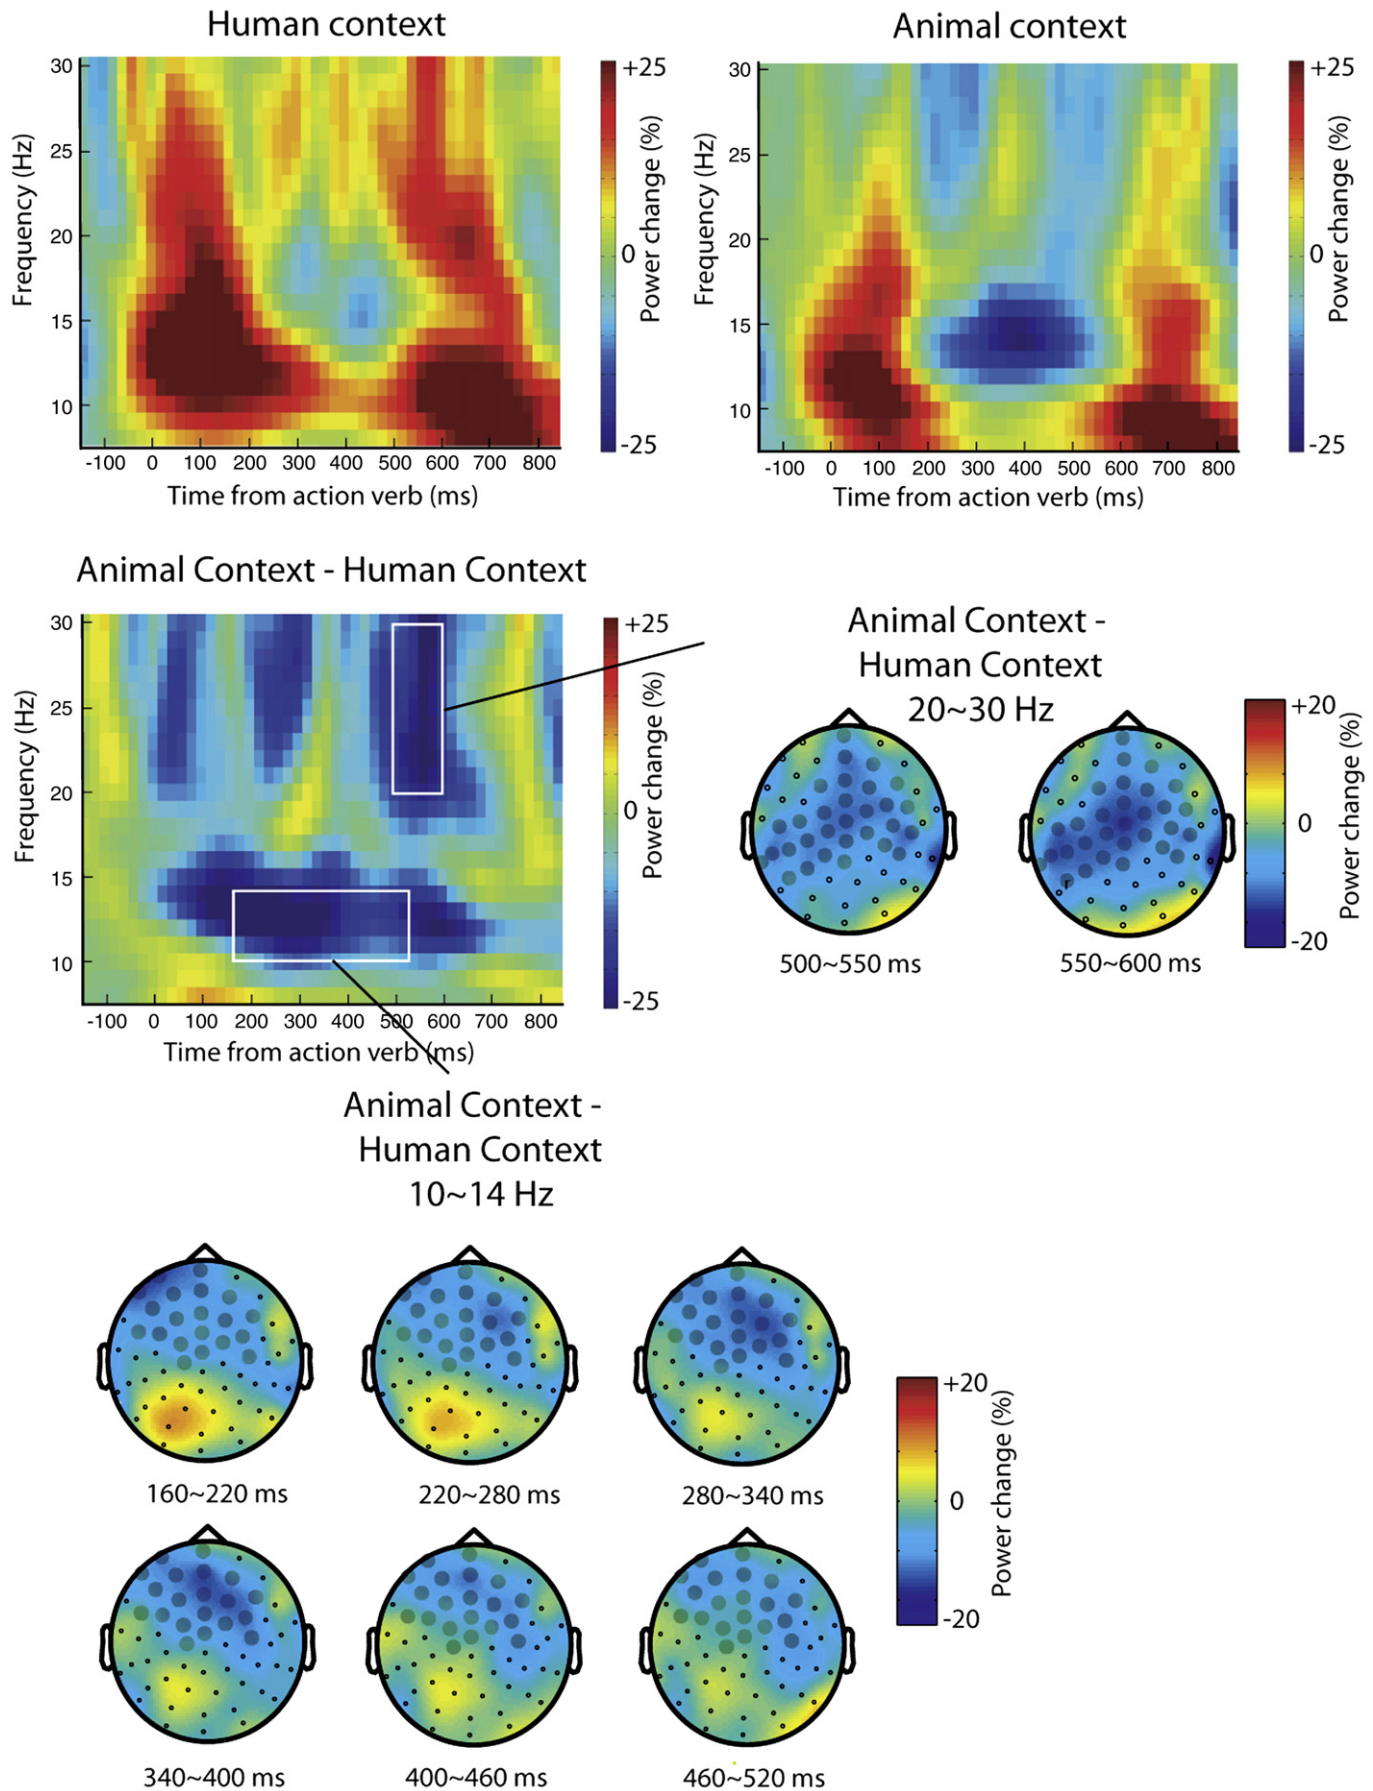 Human context
30
25
20
15
10
Frequency (Hz)
-100 0 100 200 300 400 500 600 700 800
Time from action verb (ms)
+25
0
-25
Power change (%)
Animal context
30
25
20
15
10
Frequency (Hz)
-100 0 100 200 300 400 500 600 700 800
Time from action verb (ms)
+25
0
-25
Power change (%)
Animal Context - Human Context
30
25
20
15
10
Frequency (Hz)
-100 0 100 200 300 400 500 600 700 800
Time from action verb (ms)
+25
0
-25
Power change (%)
Animal Context -
Human Context
20~30 Hz
r
500~550 ms
550~600 ms
+20
0
-20
Power change (%)
Animal Context -
Human Context
10~14 Hz
160~220 ms
220~280 ms
280~340 ms
340~400 ms
400~460 ms
460~520 ms
+20
0
-20
Power change (%)